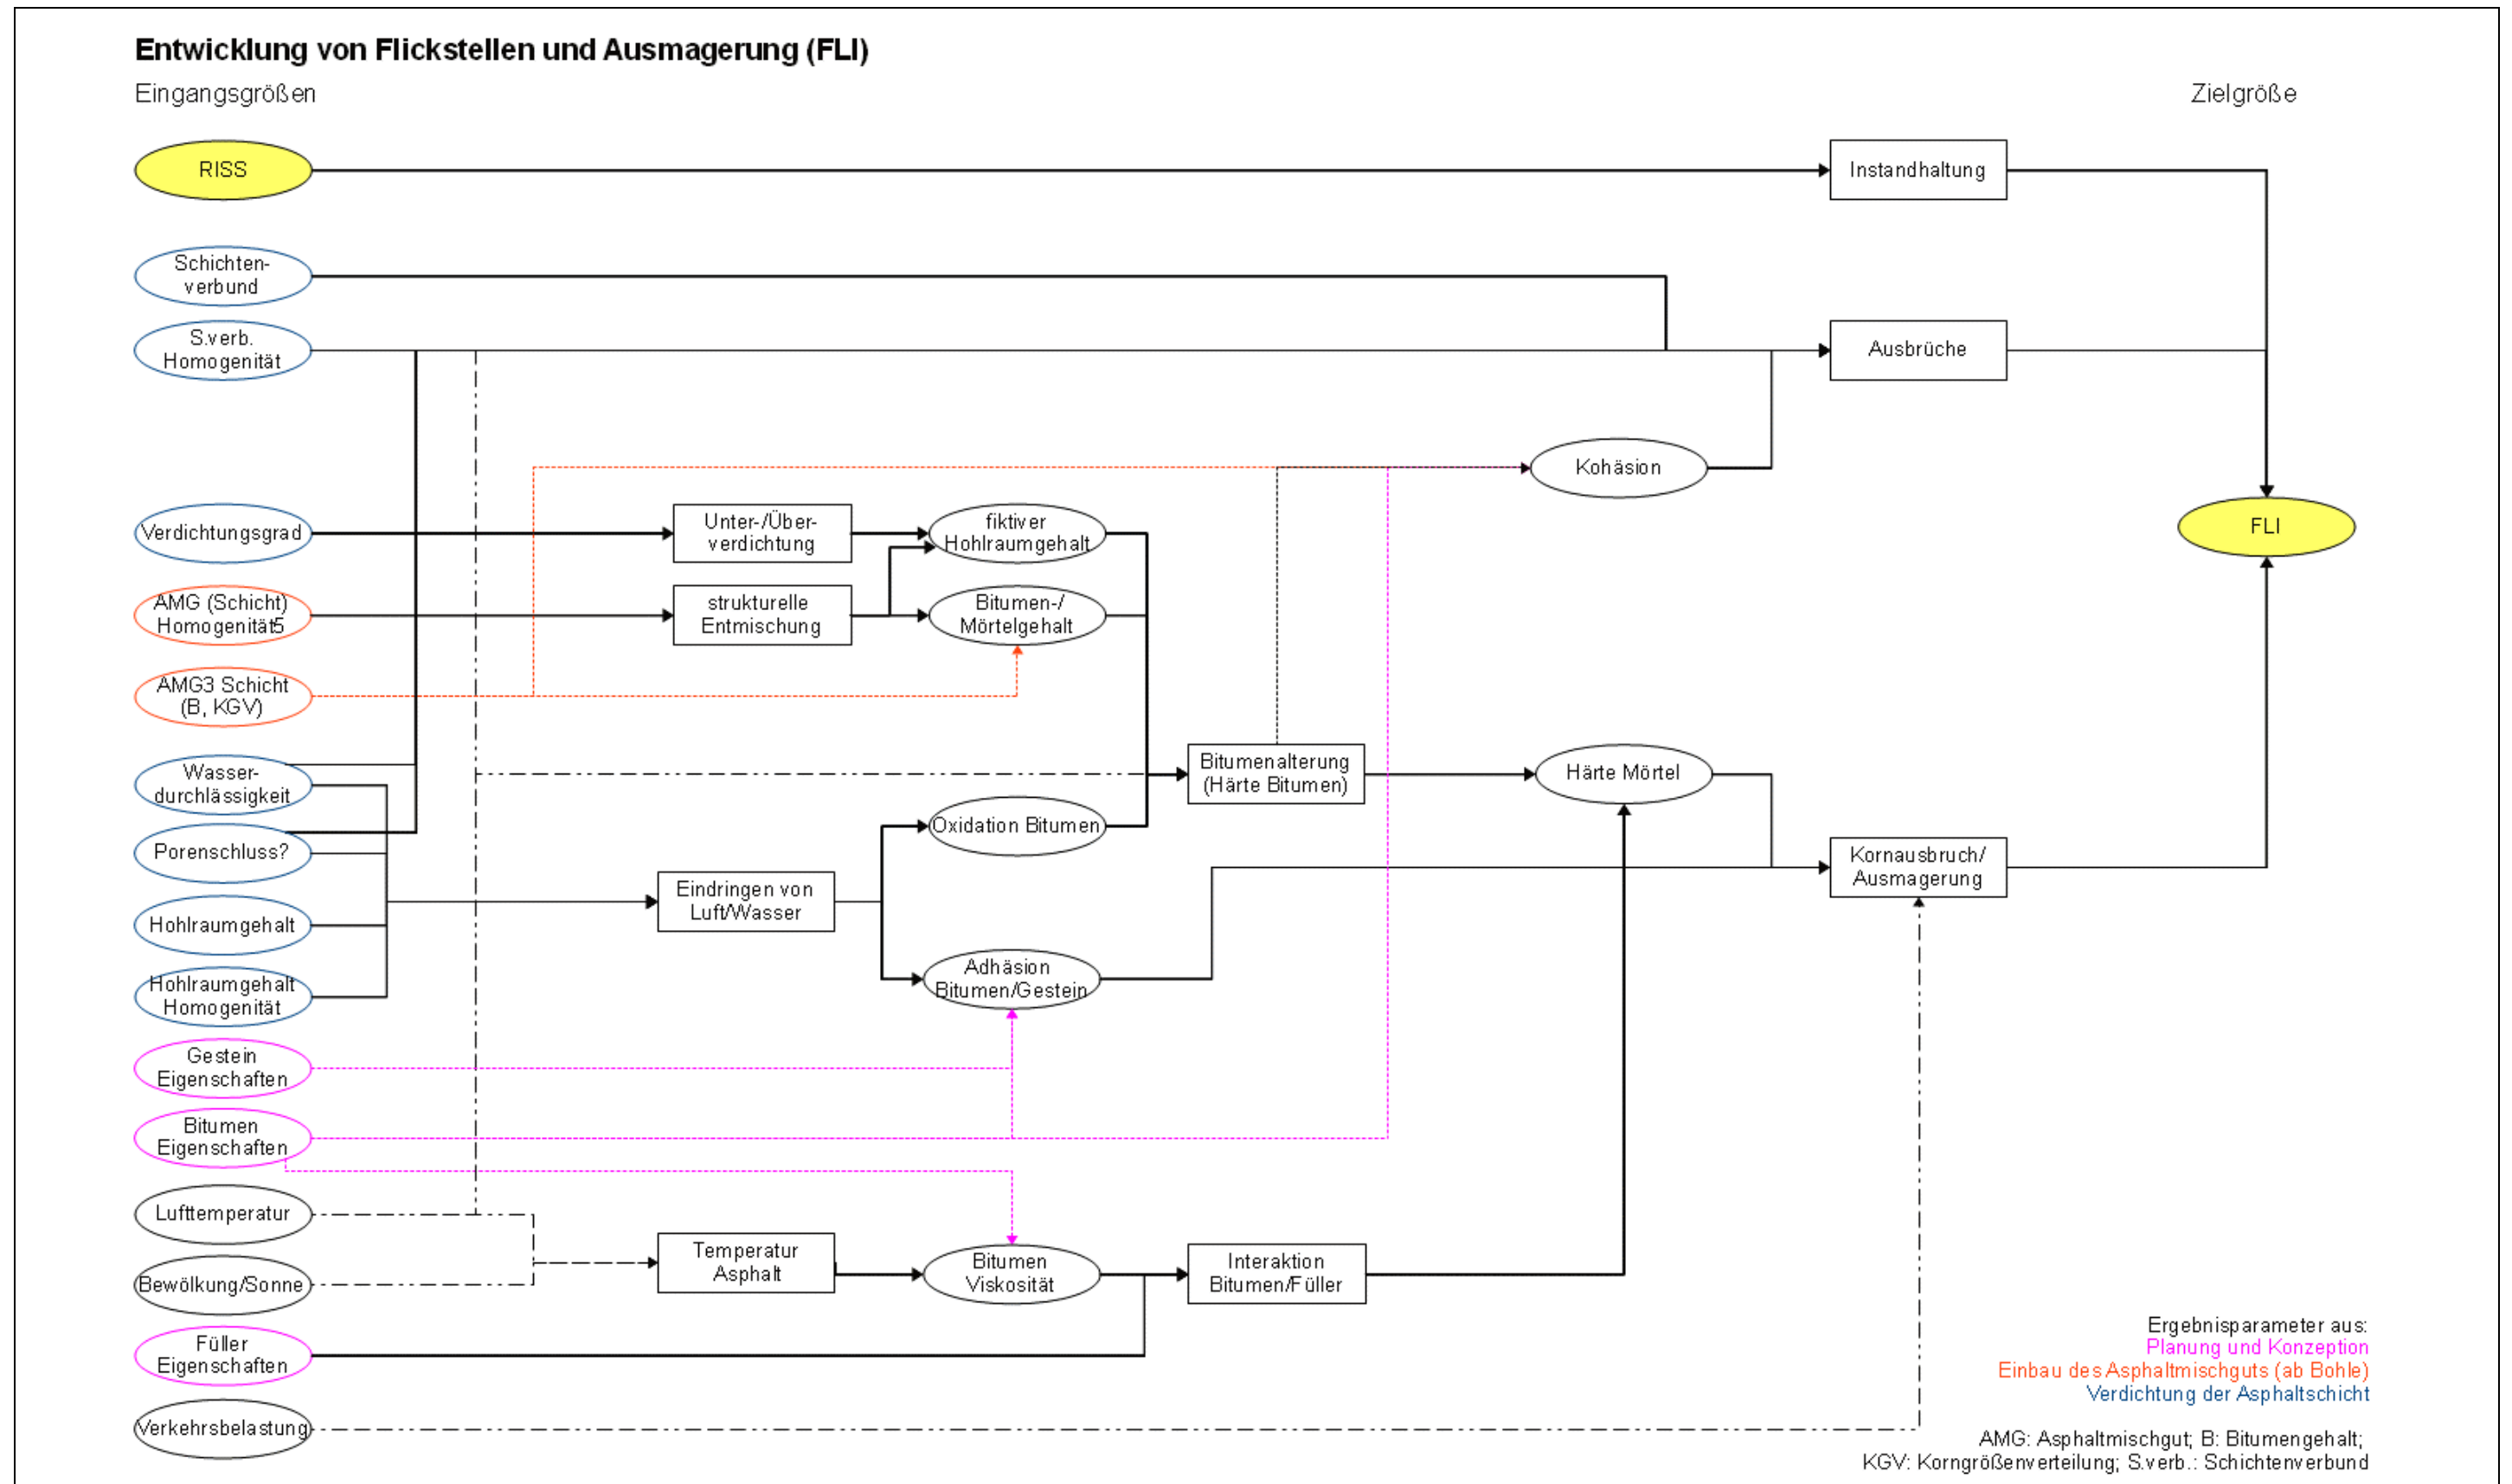 Entwicklung von Flickstellen und Ausmagerung (FLI)
Eingangsgrößen
Zielgröße
RISS
Instandhaltung
Schichten-
verbund
S.verb.
Homogenität
Ausbrüche
Kohäsion
Verdichtungsgrad
Unter-/Über-
verdichtung
fiktiver
Hohlraumgehalt
FLI
AMG (Schicht)
Homogenität5
strukturelle
Entmischung
Bitumen-/
Mörtelgehalt
AMG3 Schicht
(B, KGV)
Wasser-
durchlässigkeit
Bitumenalterung
(Härte Bitumen)
Härte Mörtel
Porenschluss?
Oxidation Bitumen
Kornausbruch/
Ausmagerung
Eindringen von
Luft/Wasser
Hohlraumgehalt
Hohlraumgehalt
Homogenität
Adhäsion
Bitumen/Gestein
Gestein
Eigenschaften
Bitumen
Eigenschaften
Lufttemperatur
Temperatur
Asphalt
Bitumen
Viskosität
Interaktion
Bitumen/Füller
Bewölkung/Sonne
Füller
Eigenschaften
Verkehrsbelastung
Ergebnisparameter aus:
Planung und Konzeption
Einbau des Asphaltmischguts (ab Bohle)
Verdichtung der Asphaltschicht
AMG: Asphaltmischgut; B: Bitumengehalt;
KGV: Korngrößenverteilung; S.verb.: Schichtenverbund